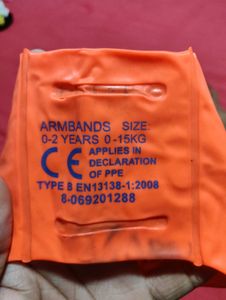 ARMBANDS SIZE:
0-2 YEARS 0-15KG
CE APPLIES IN
DECLARATION
OF PPE
TYPE 8 EN13138-1:2008
8-069201288